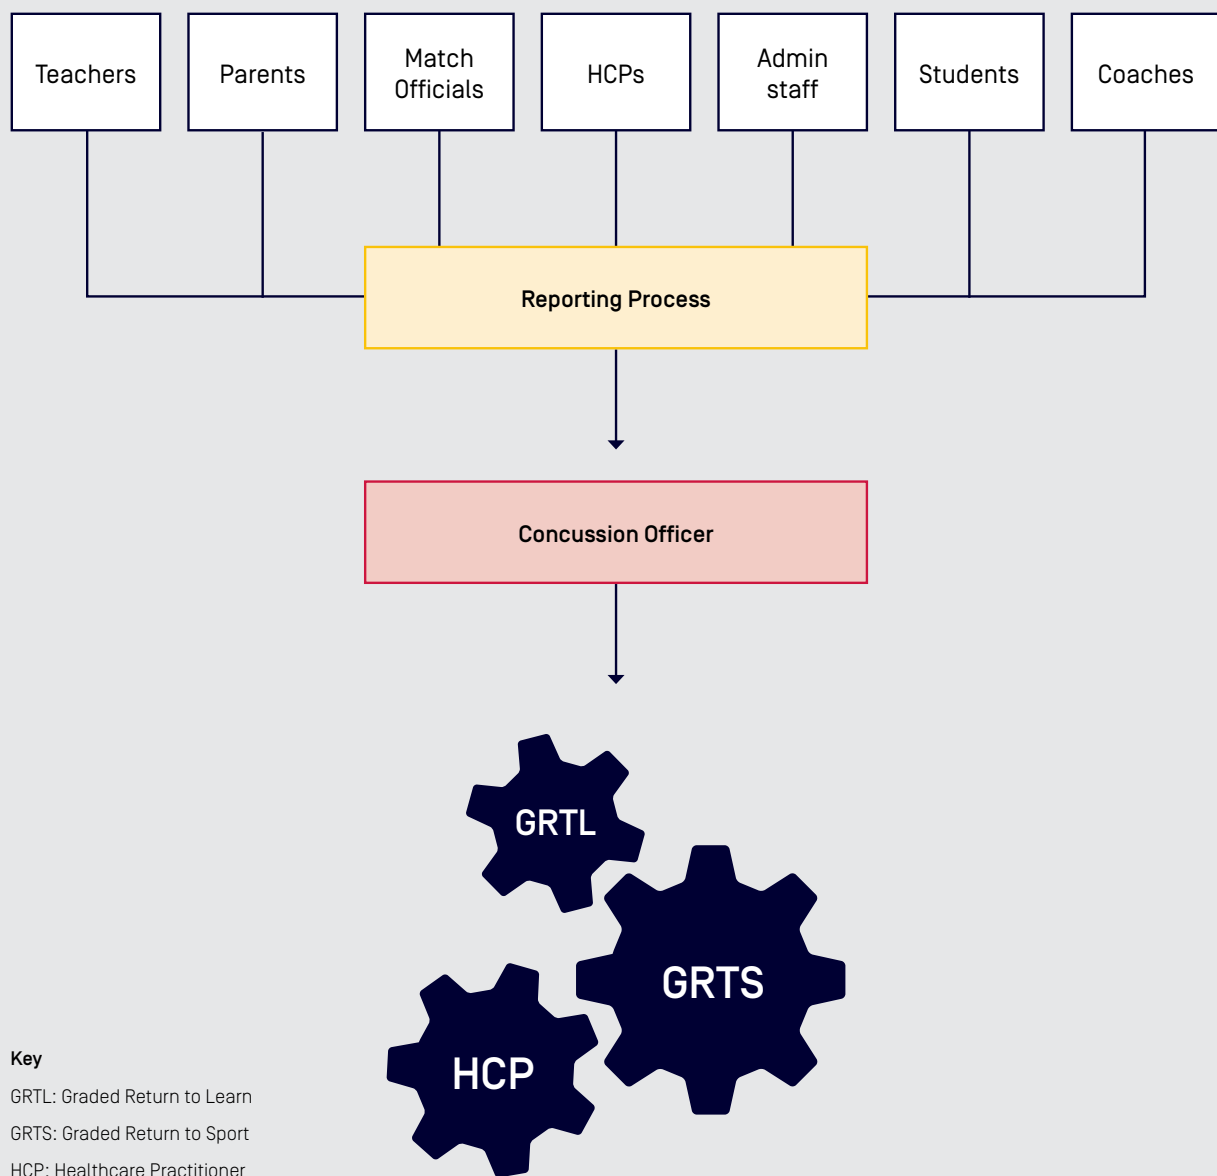 Teachers
Parents
Match
Officials
HCPs
Admin
staff
Students
Coaches
Reporting Process
Concussion Officer
GRTL
GRTS
HCP
Key
GRTL: Graded Return to Learn
GRTS: Graded Return to Sport
HCP: Healthcare Practitioner